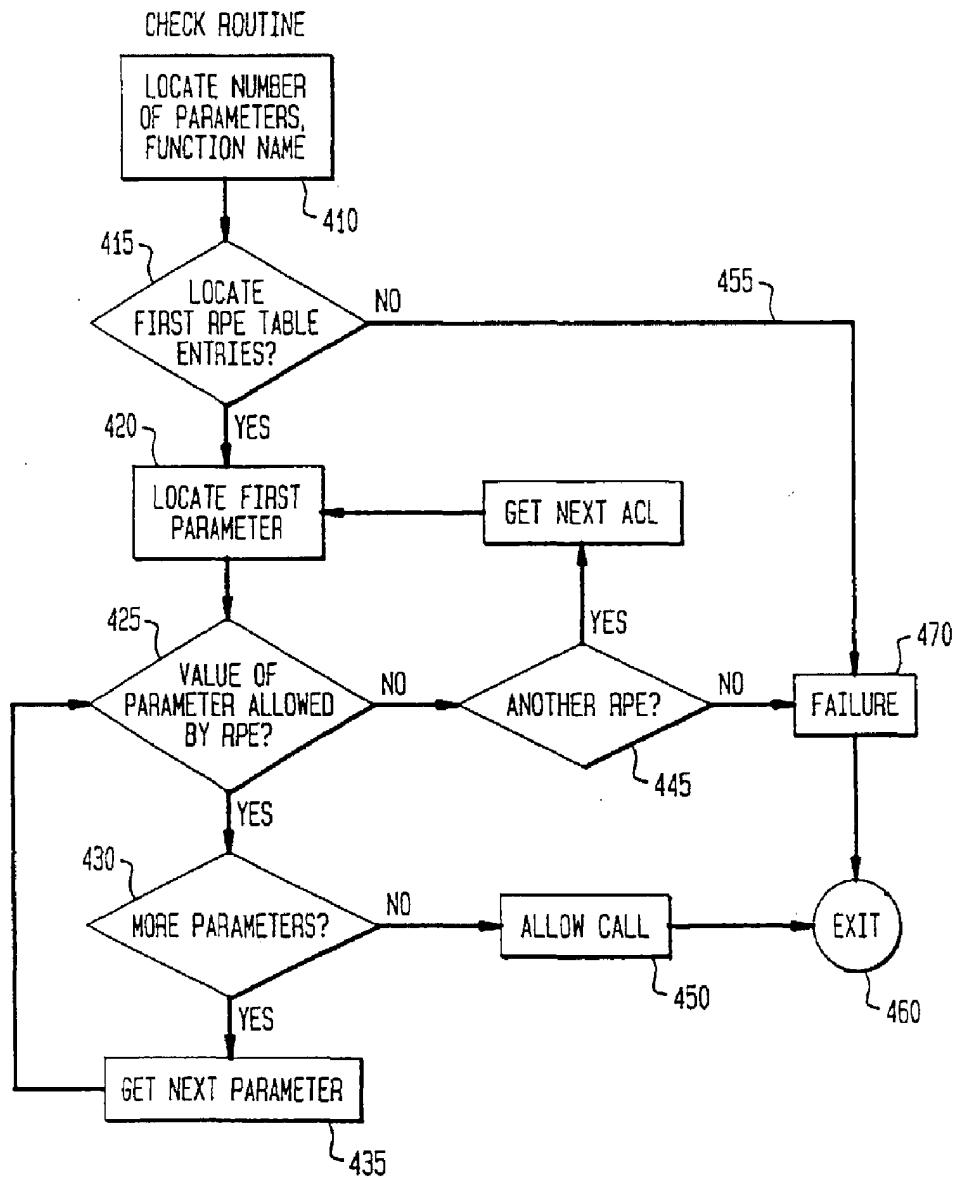 CHECK ROUTINE
LOCATE NUMBER
OF PARAMETERS,
FUNCTION NAME
410
415
LOCATE
FIRST RPE TABLE
ENTRIES?
NO
455
YES
420
LOCATE FIRST
PARAMETER
GET NEXT ACL
YES
425
VALUE OF
PARAMETER ALLOWED
BY RPE?
NO
ANOTHER RPE?
NO
470
FAILURE
445
YES
430
MORE PARAMETERS?
NO
ALLOW CALL
450
EXIT
460
YES
GET NEXT PARAMETER
435